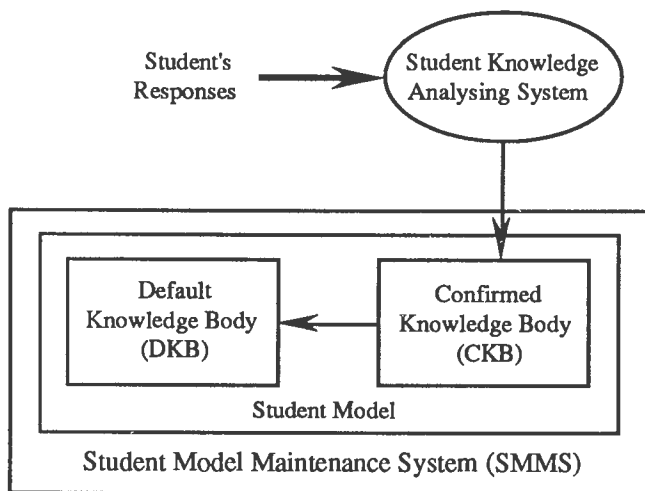 Student's
Responses
Student Knowledge
Analysing System
Default
Knowledge Body
(DKB)
Confirmed
Knowledge Body
(CKB)
Student Model
Student Model Maintenance System (SMMS)